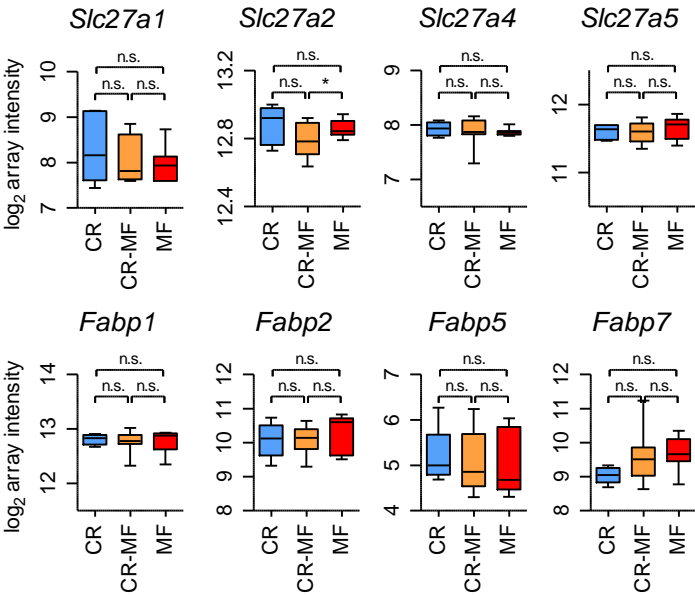 Slc27a1 Slc27a2 Slc27a4 Slc27a5
log2 array intensity
10
9
8
7
n.s.
n.s. n.s.
CR CR-MF MF
13.2
12.8
12.4
n.s.
n.s. *
CR CR-MF MF
9
8
7
n.s.
n.s. n.s.
CR CR-MF MF
12
11
n.s.
n.s. n.s.
CR CR-MF MF
Fabp1 Fabp2 Fabp5 Fabp7
log2 array intensity
14
13
12
n.s.
n.s. n.s.
CR CR-MF MF
12
11
10
9
8
n.s.
n.s. n.s.
CR CR-MF MF
7
6
5
4
n.s.
n.s. n.s.
CR CR-MF MF
12
11
10
9
8
n.s.
n.s. n.s.
CR CR-MF MF